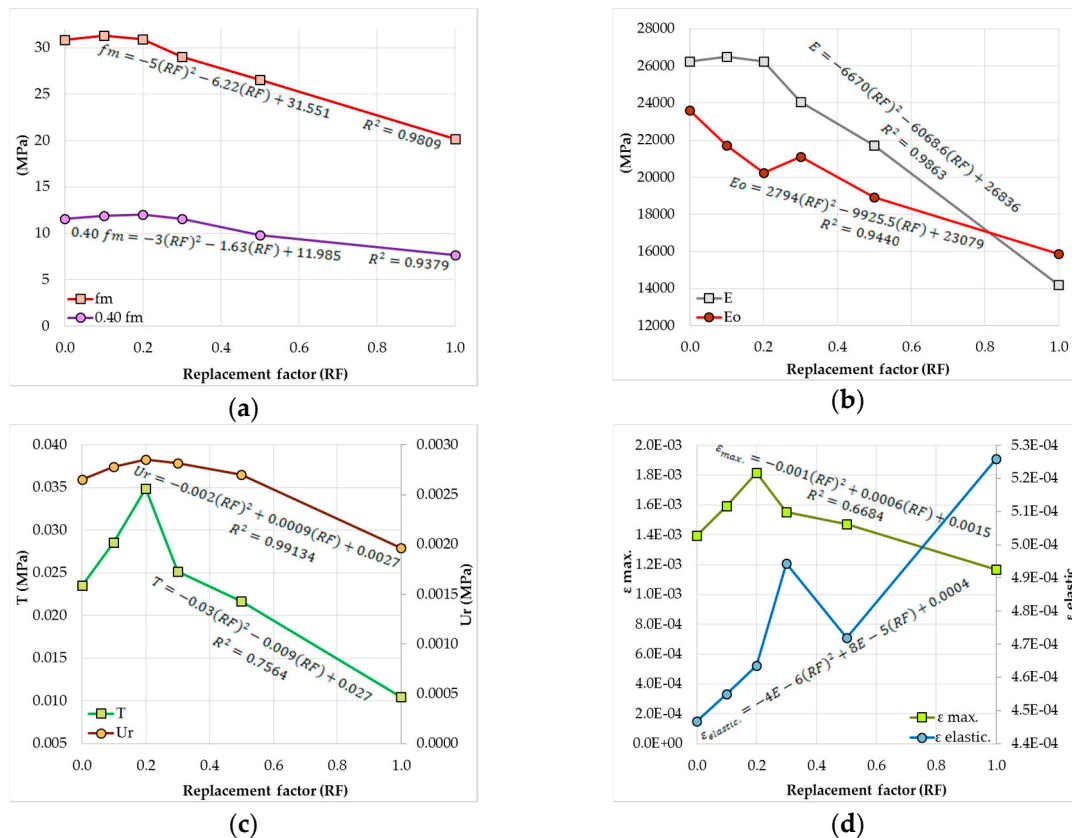 30
25
20
15
10
5
0
(MPa)
fm = −5(RF)² − 6.22(RF) + 31.551
R² = 0.9809
0.40 fm = −3(RF)² − 1.63(RF) + 11.985
R² = 0.9379
fm
0.40 fm
0.0 0.2 0.4 0.6 0.8 1.0
Replacement factor (RF)
(a)
28000
26000
24000
22000
20000
18000
16000
14000
12000
(MPa)
E = −6670(RF)² − 6068.6(RF) + 26836
R² = 0.9863
Eo = 2794(RF)² − 9925.5(RF) + 23079
R² = 0.9440
E
Eo
0.0 0.2 0.4 0.6 0.8 1.0
Replacement factor (RF)
(b)
0.040
0.035
0.030
0.025
0.020
0.015
0.010
0.005
T (MPa)
Ur = −0.002(RF)² + 0.0009(RF) + 0.0027
R² = 0.99134
T = −0.03(RF)² − 0.009(RF) + 0.027
R² = 0.7564
T
Ur
0.0030
0.0025
0.0020
0.0015
0.0010
0.0005
0.0000
Ur (MPa)
0.0 0.2 0.4 0.6 0.8 1.0
Replacement factor (RF)
(c)
2.0E-03
1.8E-03
1.6E-03
1.4E-03
1.2E-03
1.0E-03
8.0E-04
6.0E-04
4.0E-04
2.0E-04
0.0E+00
ε max.
εmax. = −0.001(RF)² + 0.0006(RF) + 0.0015
R² = 0.6684
εelastic. = −4E − 6(RF)² + 8E − 5(RF) + 0.0004
ε max.
ε elastic.
5.3E-04
5.2E-04
5.1E-04
5.0E-04
4.9E-04
4.8E-04
4.7E-04
4.6E-04
4.5E-04
4.4E-04
ε elastic
0.0 0.2 0.4 0.6 0.8 1.0
Replacement factor (RF)
(d)